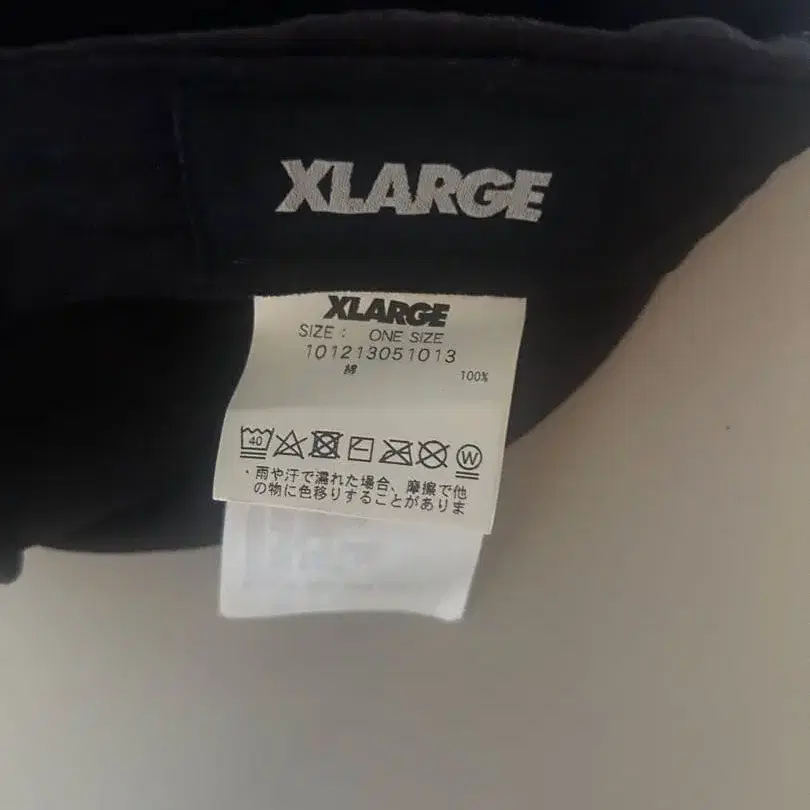 XLARGE
XLARGE
SIZE : ONE SIZE
101213051013
綿 100%
40 W
・雨や汗で濡れた場合、摩擦で他
の物に色移りすることがありま